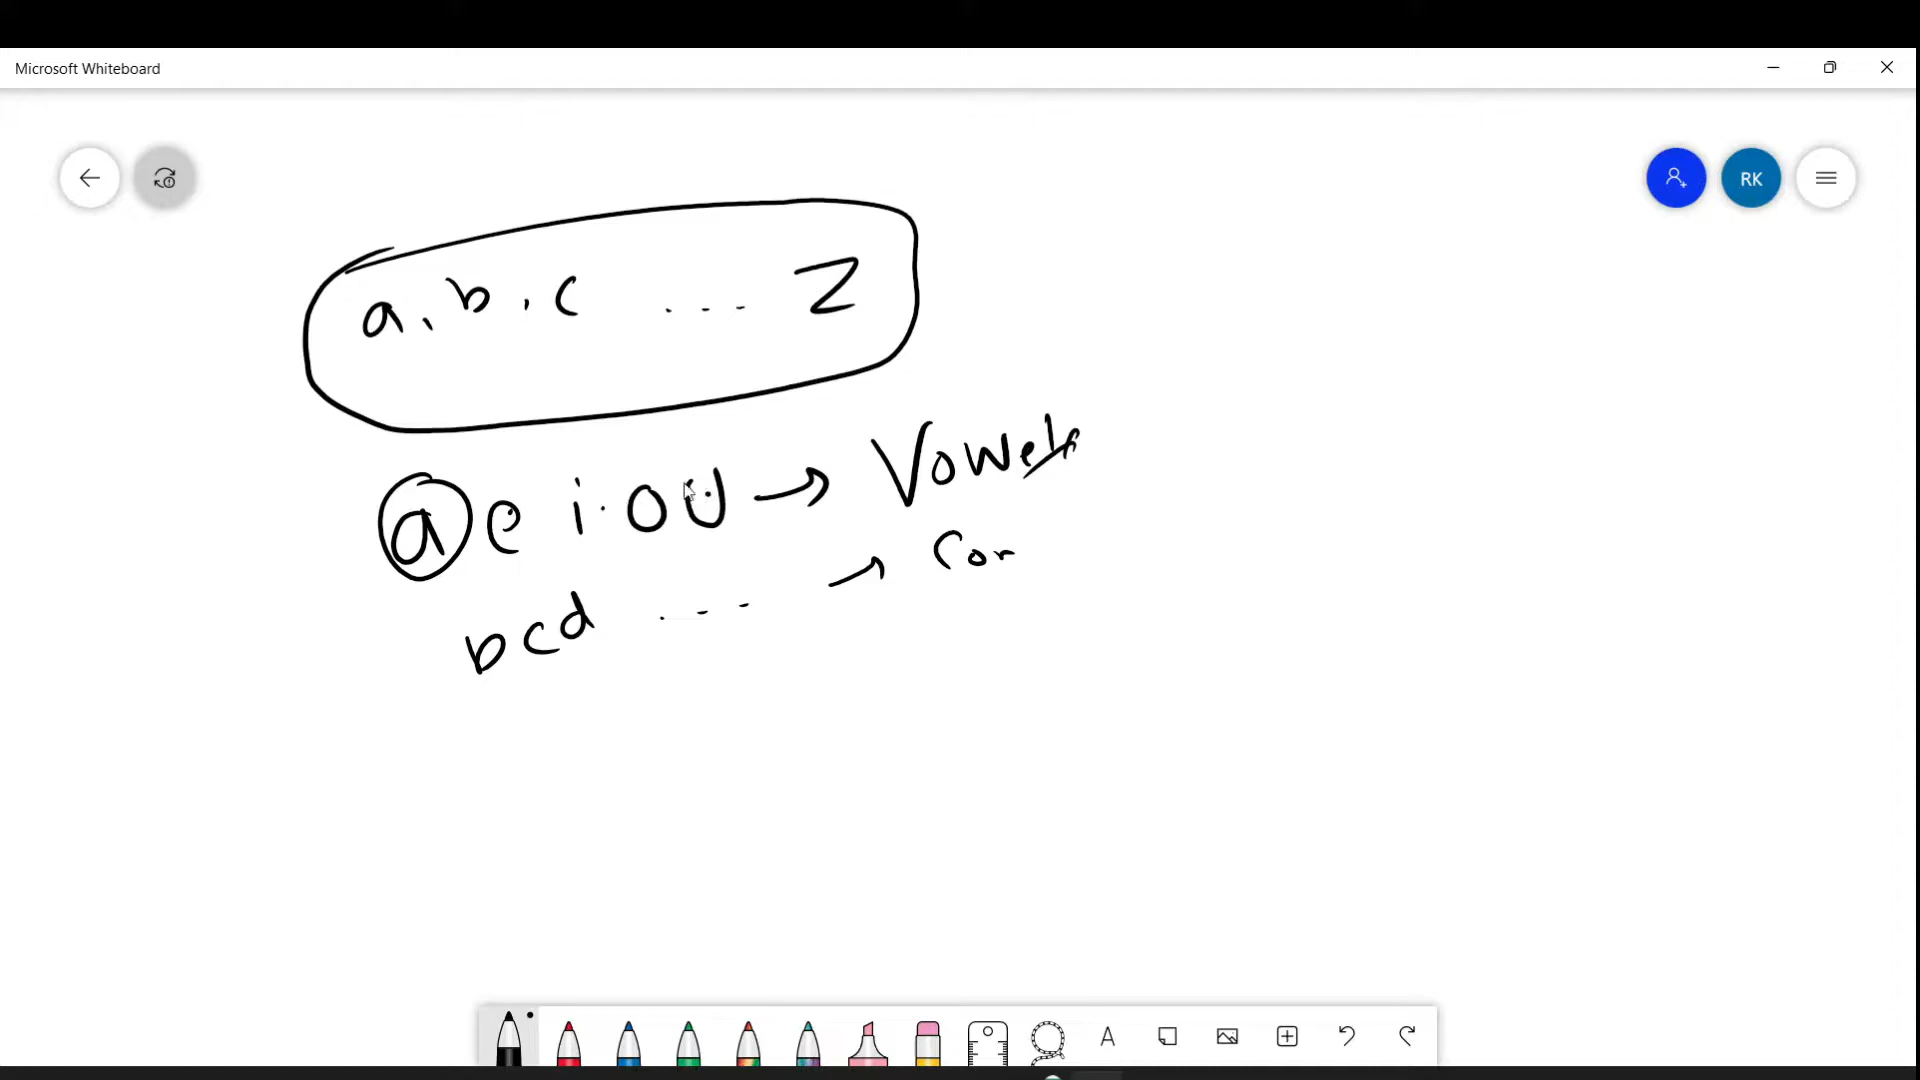 Microsoft Whiteboard
RK
a, b, c ... Z
a e i o u → Vowels
bcd ... → Con
A